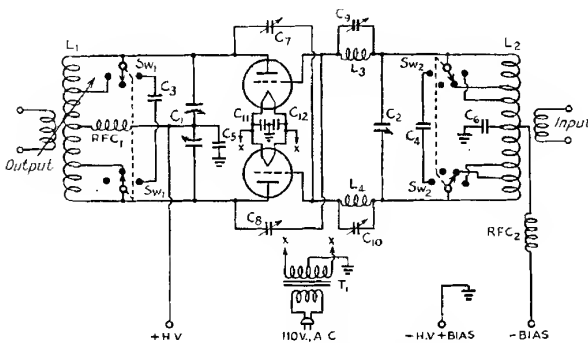 L₁
Sw₁
C₃
C₁
C₇
C₉
L₃
Sw₂
L₂
C₁₁
C₁₂
C₂
C₄
C₆
C₅
RFC₁
Output
Input
Sw₁
L₄
Sw₂
C₈
C₁₀
X
X
X
X
T₁
RFC₂
+H.V.
110V., A C
-H.V.+BIAS
-BIAS